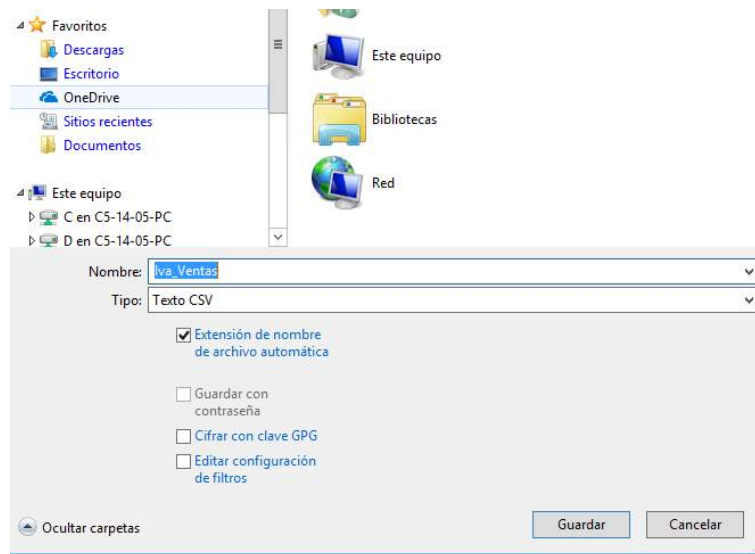 Favoritos
Descargas
Escritorio
OneDrive
Sitios recientes
Documentos
Este equipo
C en C5-14-05-PC
D en C5-14-05-PC
Este equipo
Bibliotecas
Red
Nombre: Iva_Ventas
Tipo: Texto CSV
Extensión de nombre
de archivo automática
Guardar con
contraseña
Cifrar con clave GPG
Editar configuración
de filtros
Ocultar carpetas
Guardar
Cancelar